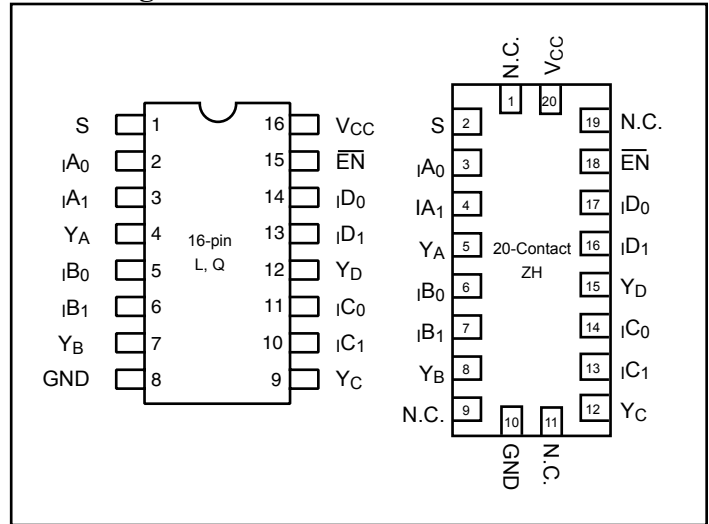 S 1 16 VCC
IA0 2 15 EN
IA1 3 14 ID0
YA 4 13 ID1
16-pin
L, Q
IB0 5 12 YD
IB1 6 11 IC0
YB 7 10 IC1
GND 8 9 YC
N.C. VCC
1 20
S 2 19 N.C.
IA0 3 18 EN
IA1 4 17 ID0
YA 5 16 ID1
20-Contact
ZH
IB0 6 15 YD
IB1 7 14 IC0
YB 8 13 IC1
N.C. 9 12 YC
10 11
GND N.C.